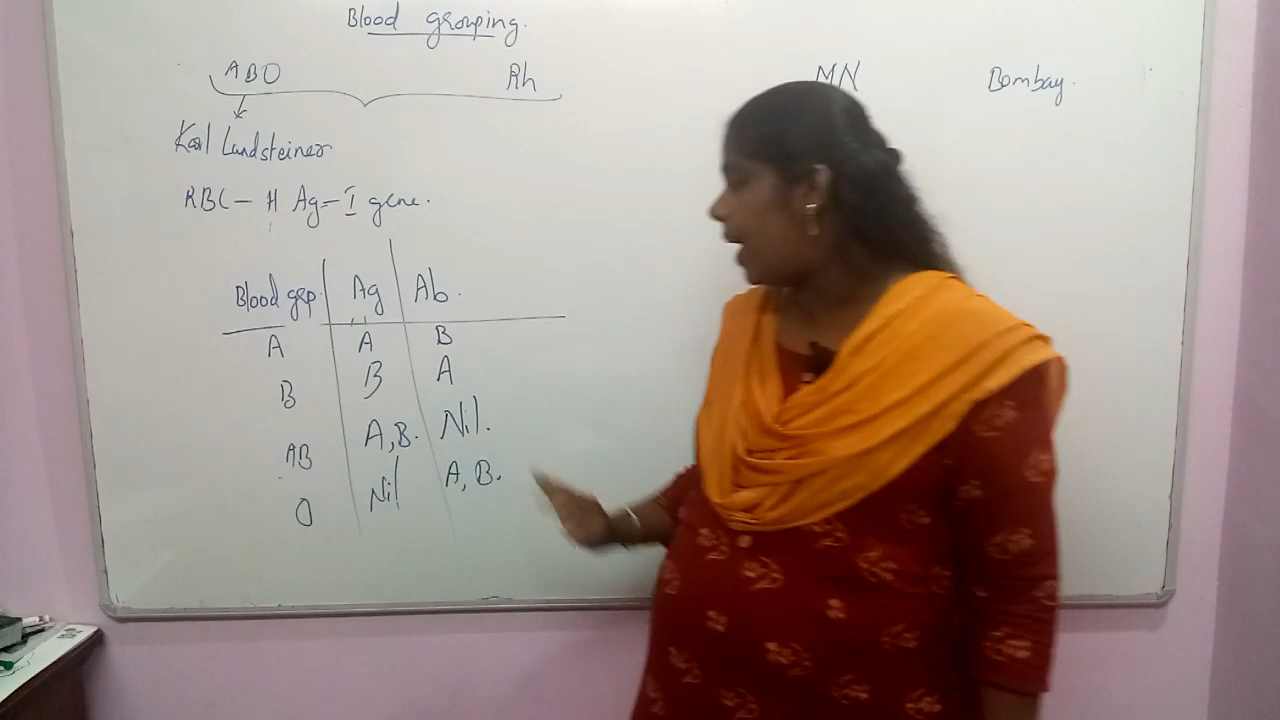 Blood grouping.
ABO Rh MN Bombay.
Karl Landsteiner
RBC - H Ag - I gene.
Blood grp. Ag Ab.
A A B
B B A
AB A, B. Nil.
O Nil A, B.